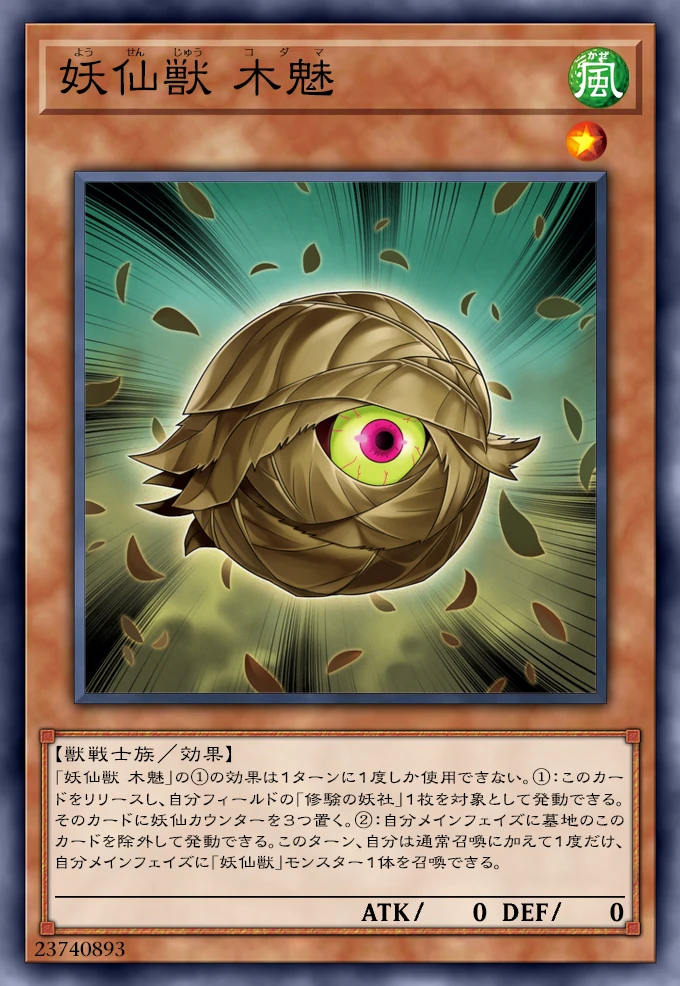 よう せん じゅう コ ダ マ
妖仙獣 木魅
かぜ
風
【獣戦士族／効果】
「妖仙獣 木魅」の①の効果は１ターンに１度しか使用できない。①：このカー
ドをリリースし、自分フィールドの「修験の妖社」１枚を対象として発動できる。
そのカードに妖仙カウンターを３つ置く。②：自分メインフェイズに墓地のこの
カードを除外して発動できる。このターン、自分は通常召喚に加えて１度だけ、
自分メインフェイズに「妖仙獣」モンスター１体を召喚できる。
ATK/ 0 DEF/ 0
23740893